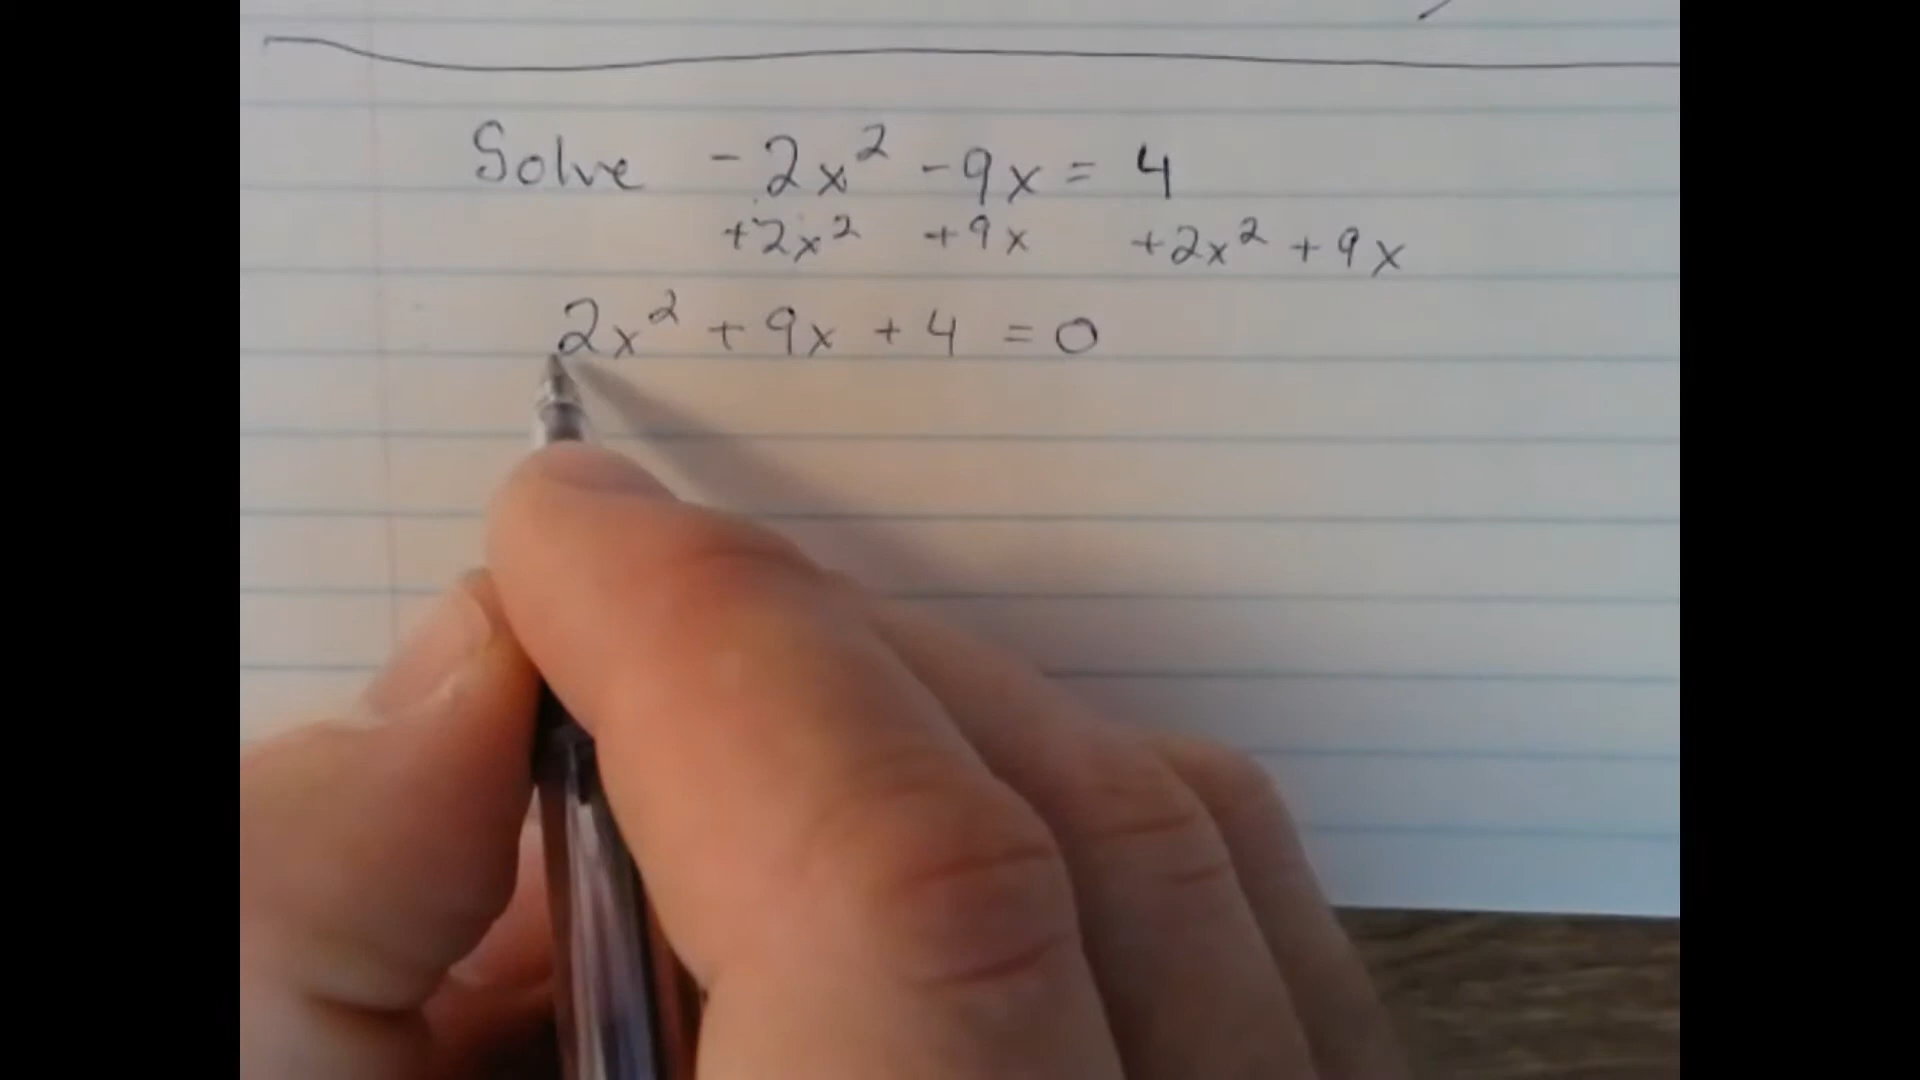 Solve -2x² -9x = 4
+2x² +9x +2x² +9x
2x² +9x +4 = 0